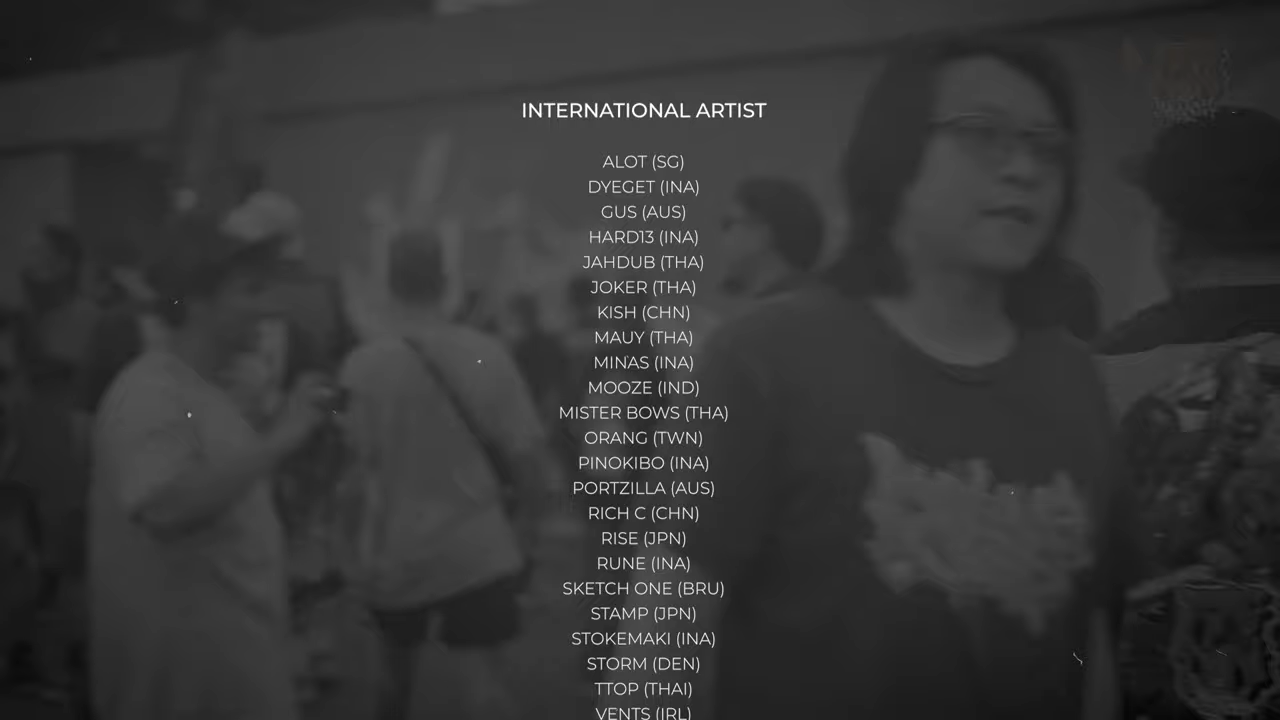 INTERNATIONAL ARTIST
ALOT (SG)
DYEGET (INA)
GUS (AUS)
HARD13 (INA)
JAHDUB (THA)
JOKER (THA)
KISH (CHN)
MAUY (THA)
MINAS (INA)
MOOZE (IND)
MISTER BOWS (THA)
ORANG (TWN)
PINOKIBO (INA)
PORTZILLA (AUS)
RICH C (CHN)
RISE (JPN)
RUNE (INA)
SKETCH ONE (BRU)
STAMP (JPN)
STOKEMAKI (INA)
STORM (DEN)
TTOP (THAI)
VENTS (IRL)